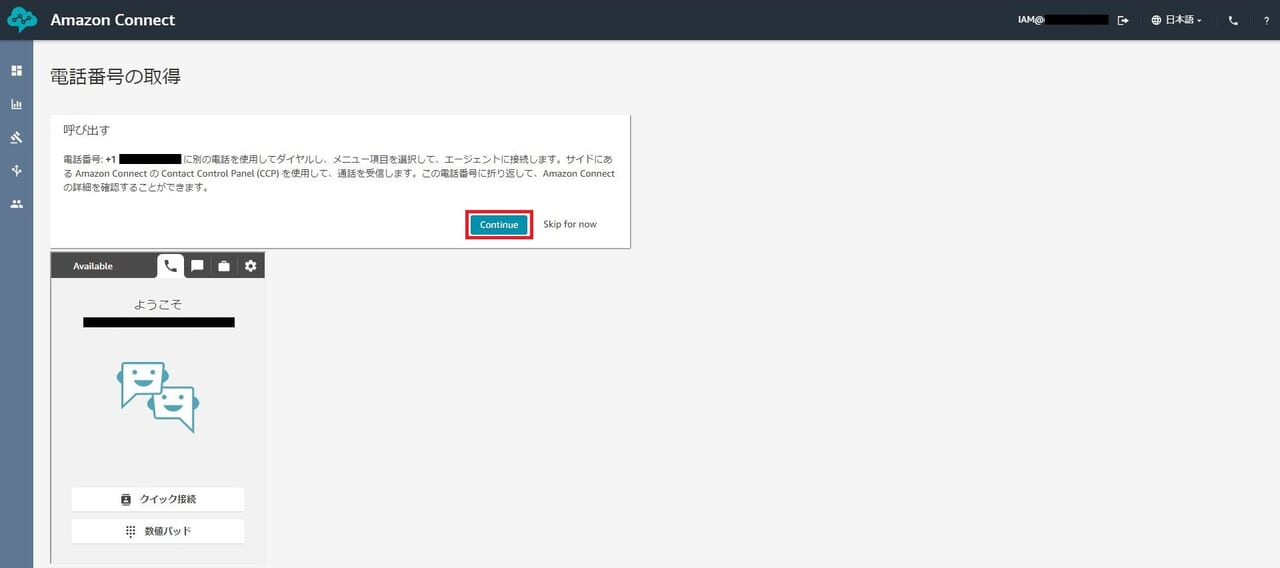 Amazon Connect
IAM@
日本語
?
電話番号の取得
呼び出す
電話番号: +1 に別の電話を使用してダイヤルし、メニュー項目を選択して、エージェントに接続します。サイドにあ
る Amazon Connect の Contact Control Panel (CCP) を使用して、通話を受信します。この電話番号に折り返して、Amazon Connect
の詳細を確認することができます。
Continue
Skip for now
Available
ようこそ
クイック接続
数値パッド